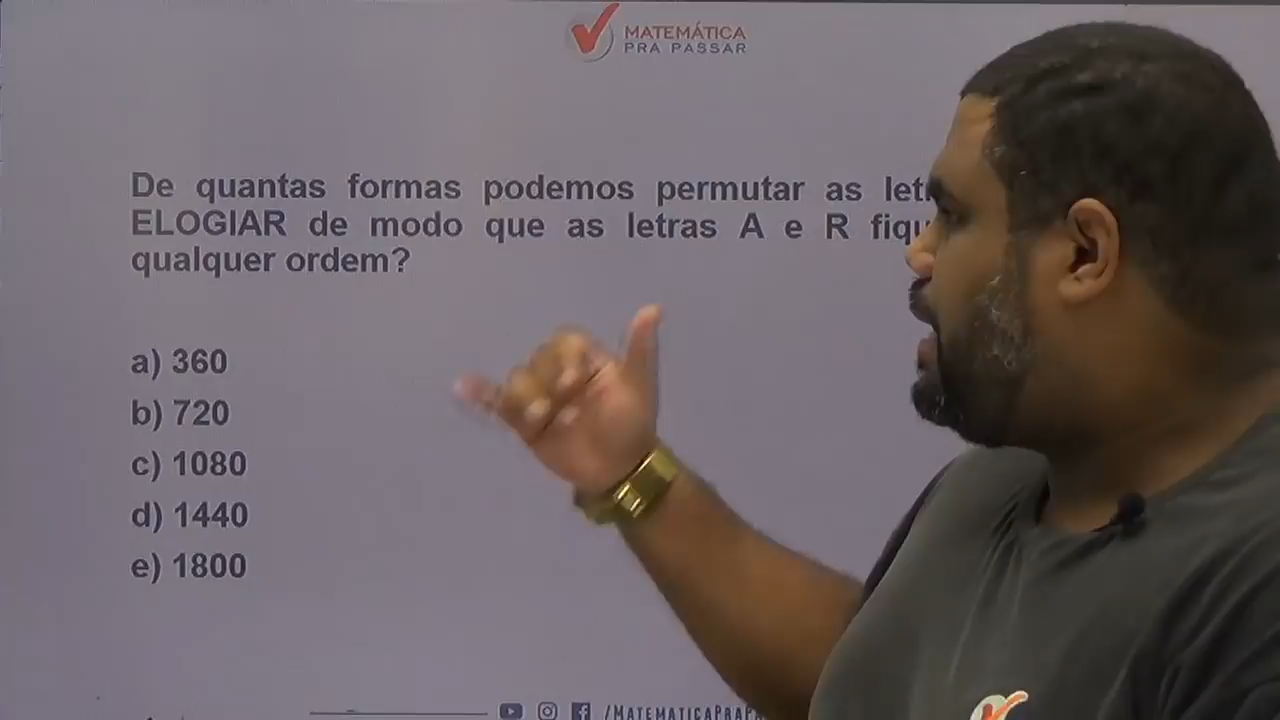 MATEMÁTICA
PRA PASSAR
De quantas formas podemos permutar as
ELOGIAR de modo que as letras A e R
qualquer ordem?
a) 360
b) 720
c) 1080
d) 1440
e) 1800